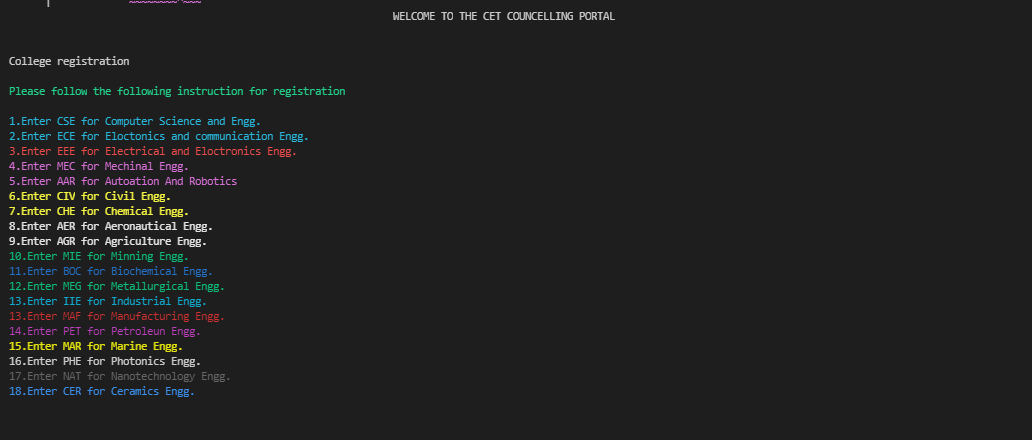 WELCOME TO THE CET COUNCELLING PORTAL
College registration
Please follow the following instruction for registration
1.Enter CSE for Computer Science and Engg.
2.Enter ECE for Eloctonics and communication Engg.
3.Enter EEE for Electrical and Eloctronics Engg.
4.Enter MEC for Mechinal Engg.
5.Enter AAR for Autoation And Robotics
6.Enter CIV for Civil Engg.
7.Enter CHE for Chemical Engg.
8.Enter AER for Aeronautical Engg.
9.Enter AGR for Agriculture Engg.
10.Enter MIE for Minning Engg.
11.Enter BOC for Biochemical Engg.
12.Enter MEG for Metallurgical Engg.
13.Enter IIE for Industrial Engg.
13.Enter MAF for Manufacturing Engg.
14.Enter PET for Petroleun Engg.
15.Enter MAR for Marine Engg.
16.Enter PHE for Photonics Engg.
17.Enter NAT for Nanotechnology Engg.
18.Enter CER for Ceramics Engg.